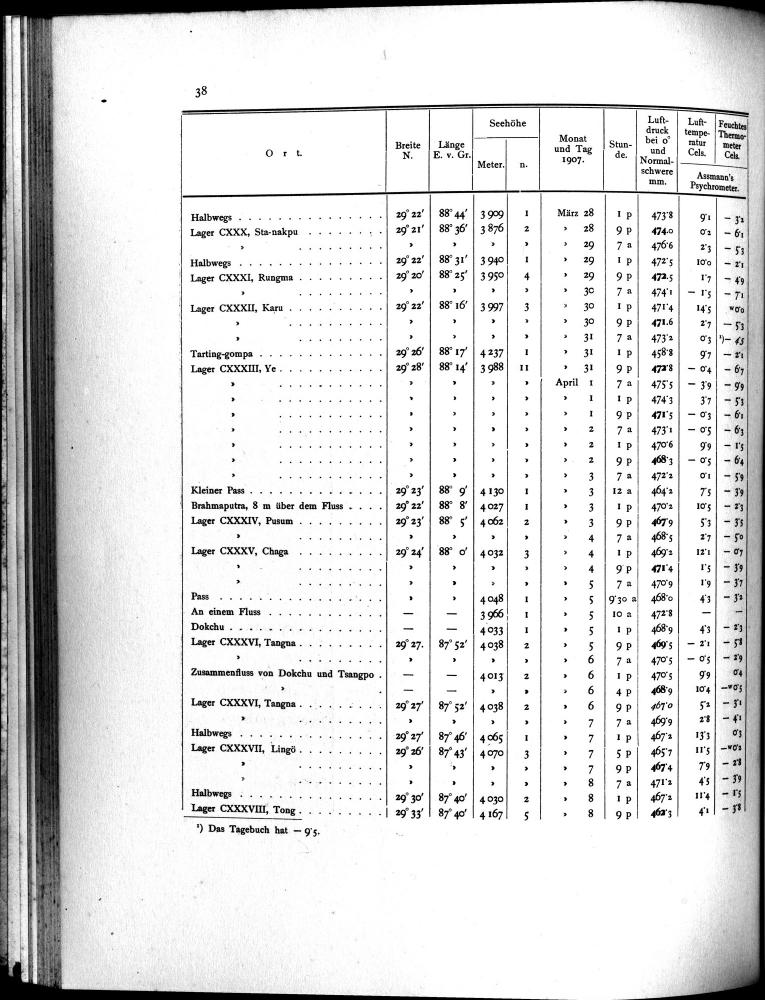 38
Ort. Breite N. Länge E. v. Gr. Seehöhe Meter. n. Monat und Tag 1907. Stunde. Luftdruck bei 0° und Normalschwere mm. Lufttemperatur Cels. Feuchtes Thermometer Cels. Assmann's Psychrometer.
Halbwegs 29° 22′ 88° 44′ 3 909 1 März 28 1 p 473·8 9·1 – 3·2
Lager CXXX, Sta-nakpu 29° 21′ 88° 36′ 3 876 2 » 28 9 p 474.0 0·2 – 6·1
» » » » » » 29 7 a 476·6 2·3 – 5·3
Halbwegs 29° 22′ 88° 31′ 3 940 1 » 29 1 p 472·5 10·0 – 2·1
Lager CXXXI, Rungma 29° 20′ 88° 25′ 3 950 4 » 29 9 p 472.5 1·7 – 4·9
» » » » » » 30 7 a 474·1 – 1·5 – 7·1
Lager CXXXII, Karu 29° 22′ 88° 16′ 3 997 3 » 30 1 p 471·4 14·5 w0·0
» » » » » » 30 9 p 471.6 2·7 – 5·3
» » » » » » 31 7 a 473·2 0·3 ¹)– 4·5
Tarting-gompa 29° 26′ 88° 17′ 4 237 1 » 31 1 p 458·8 9·7 – 2·1
Lager CXXXIII, Ye 29° 28′ 88° 14′ 3 988 11 » 31 9 p 472·8 – 0·4 – 6·7
» » » » » April 1 7 a 475·5 – 3·9 – 9·9
» » » » » » 1 1 p 474·3 3·7 – 5·3
» » » » » » 1 9 p 471·5 – 0·3 – 6·1
» » » » » » 2 7 a 473·1 – 0·5 – 6·3
» » » » » » 2 1 p 470·6 9·9 – 1·5
» » » » » » 2 9 p 468·3 – 0·5 – 6·4
» » » » » » 3 7 a 472·2 0·1 – 5·9
Kleiner Pass 29° 23′ 88° 9′ 4 130 1 » 3 12 a 464·2 7·5 – 3·9
Brahmaputra, 8 m über dem Fluss 29° 22′ 88° 8′ 4 027 1 » 3 1 p 470·2 10·5 – 2·3
Lager CXXXIV, Pusum 29° 23′ 88° 5′ 4 062 2 » 3 9 p 467·9 5·3 – 3·5
» » » » » » 4 7 a 468·5 2·7 – 5·0
Lager CXXXV, Chaga 29° 24′ 88° 0′ 4 032 3 » 4 1 p 469·2 12·1 – 0·7
» » » » » » 4 9 p 471·4 1·5 – 3·9
» » » » » » 5 7 a 470·9 1·9 – 3·7
Pass » » 4 048 1 » 5 9·30 a 468·0 4·3 – 3·2
An einem Fluss — — 3 966 1 » 5 10 a 472·8 — —
Dokchu — — 4 033 1 » 5 1 p 468·9 4·3 – 2·3
Lager CXXXVI, Tangna 29° 27. 87° 52′ 4 038 2 » 5 9 p 469·5 – 2·1 – 5·8
» » » » » » 6 7 a 470·5 – 0·5 – 2·9
Zusammenfluss von Dokchu und Tsangpo — — 4 013 2 » 6 1 p 470·5 9·9 0·4
» — — » » » 6 4 p 468·9 10·4 –w0·5
Lager CXXXVI, Tangna 29° 27′ 87° 52′ 4 038 2 » 6 9 p 467·0 5·2 – 3·1
» » » » » » 7 7 a 469·9 2·8 – 4·1
Halbwegs 29° 27′ 87° 46′ 4 065 1 » 7 1 p 467·2 13·3 0·3
Lager CXXXVII, Lingö 29° 26′ 87° 43′ 4 070 3 » 7 5 p 465·7 11·5 –w0·2
» » » » » » 7 9 p 467·4 7·9 – 2·8
» » » » » » 8 7 a 471·2 4·5 – 3·9
Halbwegs 29° 30′ 87° 40′ 4 030 2 » 8 1 p 467·2 11·4 – 1·5
Lager CXXXVIII, Tong 29° 33′ 87° 40′ 4 167 5 » 8 9 p 462·3 4·1 – 3·8
¹) Das Tagebuch hat – 9·5.